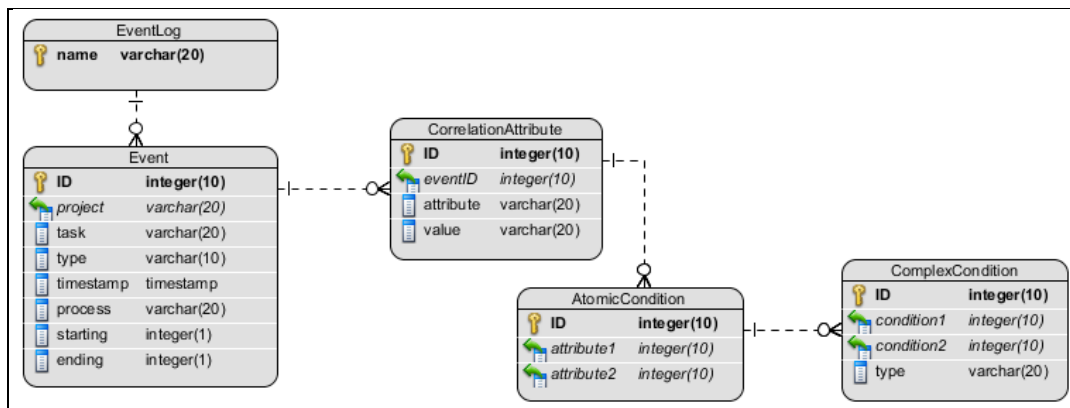 EventLog
name varchar(20)
Event
ID integer(10)
project varchar(20)
task varchar(20)
type varchar(10)
timestamp timestamp
process varchar(20)
starting integer(1)
ending integer(1)
CorrelationAttribute
ID integer(10)
eventID integer(10)
attribute varchar(20)
value varchar(20)
AtomicCondition
ID integer(10)
attribute1 integer(10)
attribute2 integer(10)
ComplexCondition
ID integer(10)
condition1 integer(10)
condition2 integer(10)
type varchar(20)